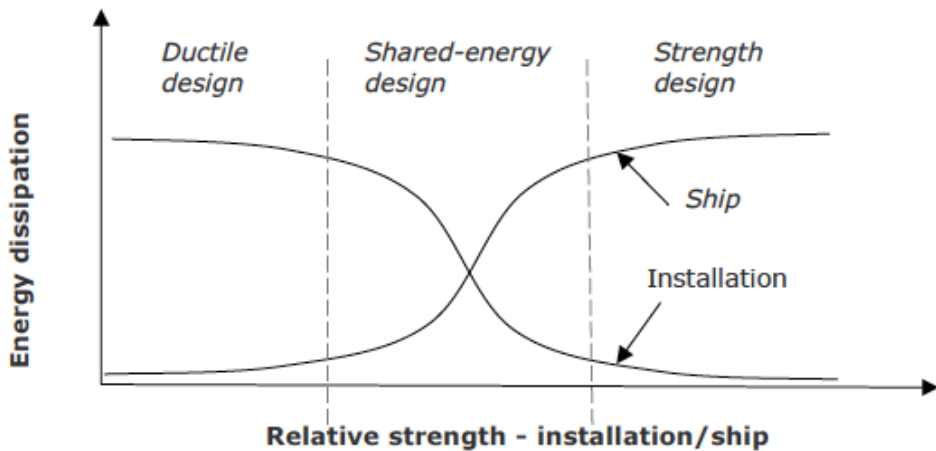 Ductile
design
Shared-energy
design
Strength
design
Energy dissipation
Ship
Installation
Relative strength - installation/ship